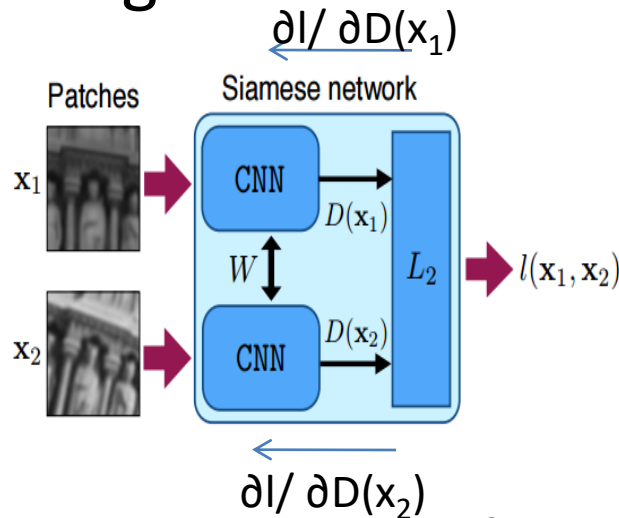 ∂l/ ∂D(x₁)
Patches
Siamese network
x₁
CNN
D(x₁)
W
L₂
l(x₁, x₂)
x₂
CNN
D(x₂)
∂l/ ∂D(x₂)